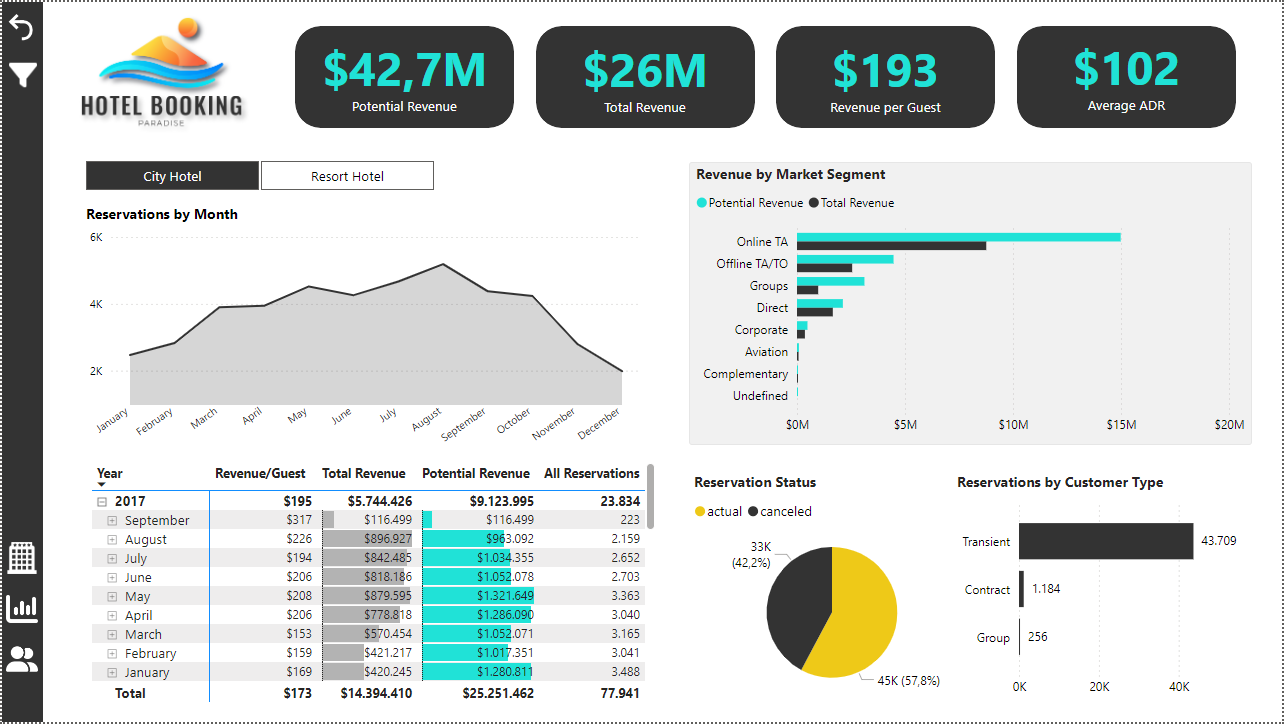 HOTEL BOOKING
PARADISE
$42,7M
Potential Revenue
$26M
Total Revenue
$193
Revenue per Guest
$102
Average ADR
City Hotel
Resort Hotel
Reservations by Month
6K
4K
2K
January February March April May June July August September October November December
Revenue by Market Segment
Potential Revenue Total Revenue
Online TA
Offline TA/TO
Groups
Direct
Corporate
Aviation
Complementary
Undefined
$0M $5M $10M $15M $20M
Year Revenue/Guest Total Revenue Potential Revenue All Reservations
2017 $195 $5.744.426 $9.123.995 23.834
September $317 $116.499 $116.499 223
August $226 $896.927 $963.092 2.159
July $194 $842.485 $1.034.355 2.652
June $206 $818.186 $1.052.078 2.703
May $208 $879.595 $1.321.649 3.363
April $206 $778.818 $1.286.090 3.040
March $153 $570.454 $1.052.071 3.165
February $159 $421.217 $1.017.351 3.041
January $169 $420.245 $1.280.811 3.488
Total $173 $14.394.410 $25.251.462 77.941
Reservation Status
actual canceled
33K
(42,2%)
45K (57,8%)
Reservations by Customer Type
Transient 43.709
Contract 1.184
Group 256
0K 20K 40K